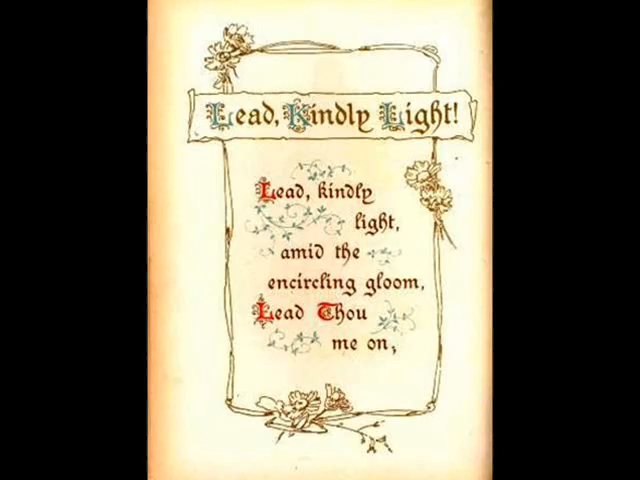 Lead, Kindly Light!
Lead, kindly
light,
amid the
encircling gloom,
Lead Thou
me on;